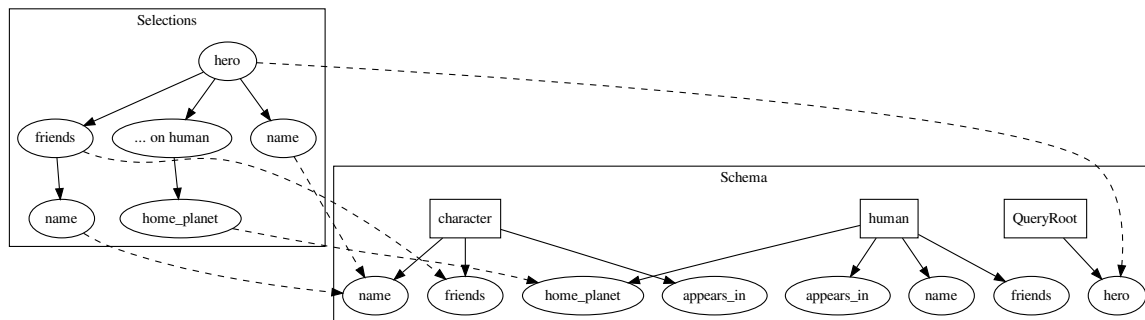 Selections
hero
friends
... on human
name
name
home_planet
Schema
character
human
QueryRoot
name
friends
home_planet
appears_in
appears_in
name
friends
hero